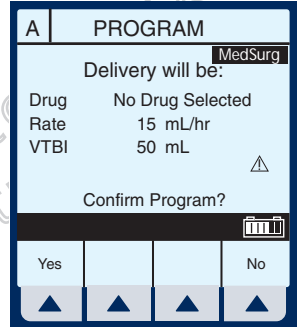 A PROGRAM
MedSurg
Delivery will be:
Drug No Drug Selected
Rate 15 mL/hr
VTBI 50 mL
Confirm Program?
Yes No